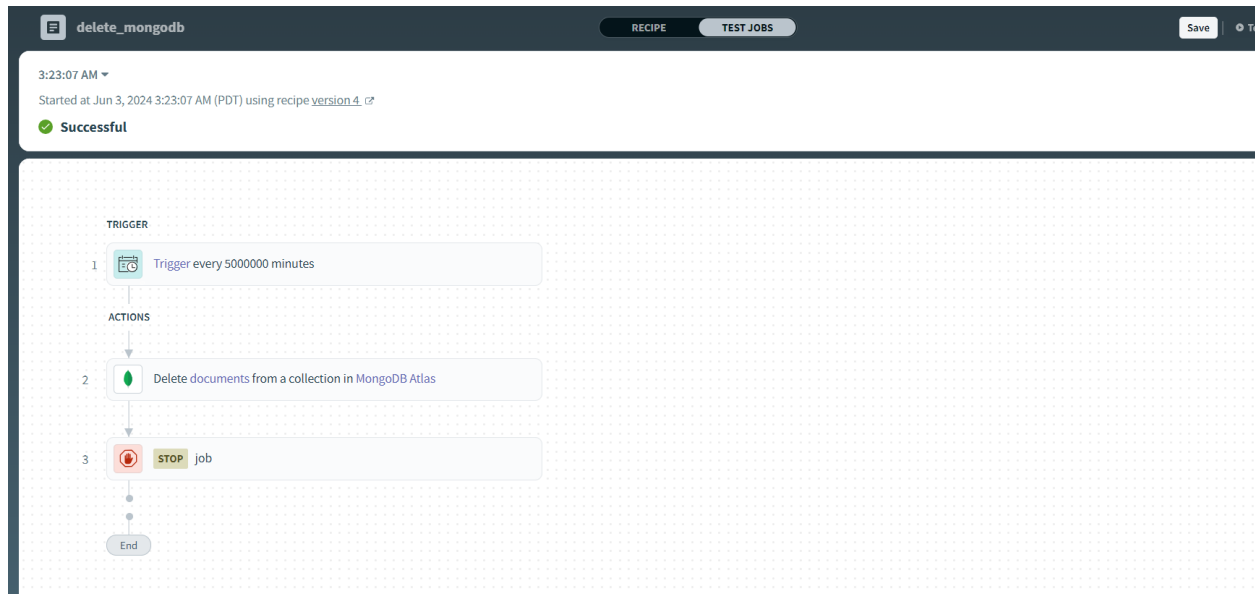 delete_mongodb
RECIPE
TEST JOBS
Save
3:23:07 AM
Started at Jun 3, 2024 3:23:07 AM (PDT) using recipe version 4
Successful
TRIGGER
1 Trigger every 5000000 minutes
ACTIONS
2 Delete documents from a collection in MongoDB Atlas
3 STOP job
End